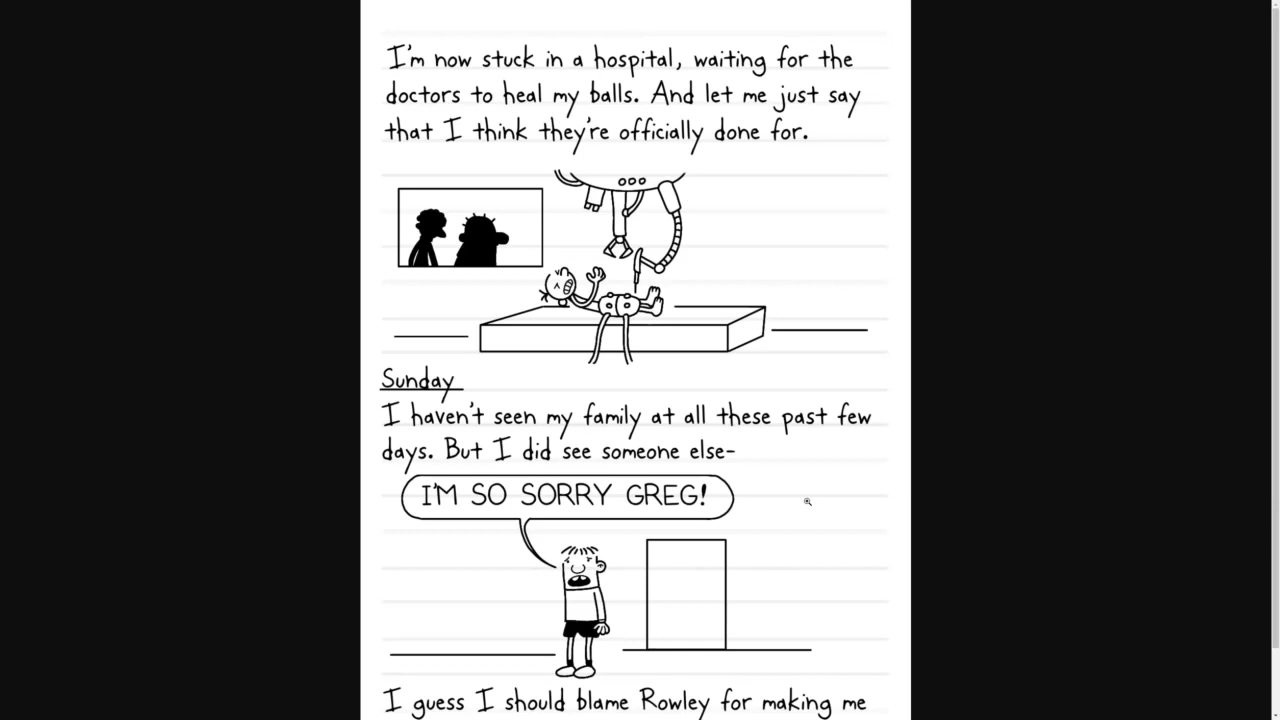 I'm now stuck in a hospital, waiting for the
doctors to heal my balls. And let me just say
that I think they're officially done for.
Sunday
I haven't seen my family at all these past few
days. But I did see someone else-
I'M SO SORRY GREG!
I guess I should blame Rowley for making me